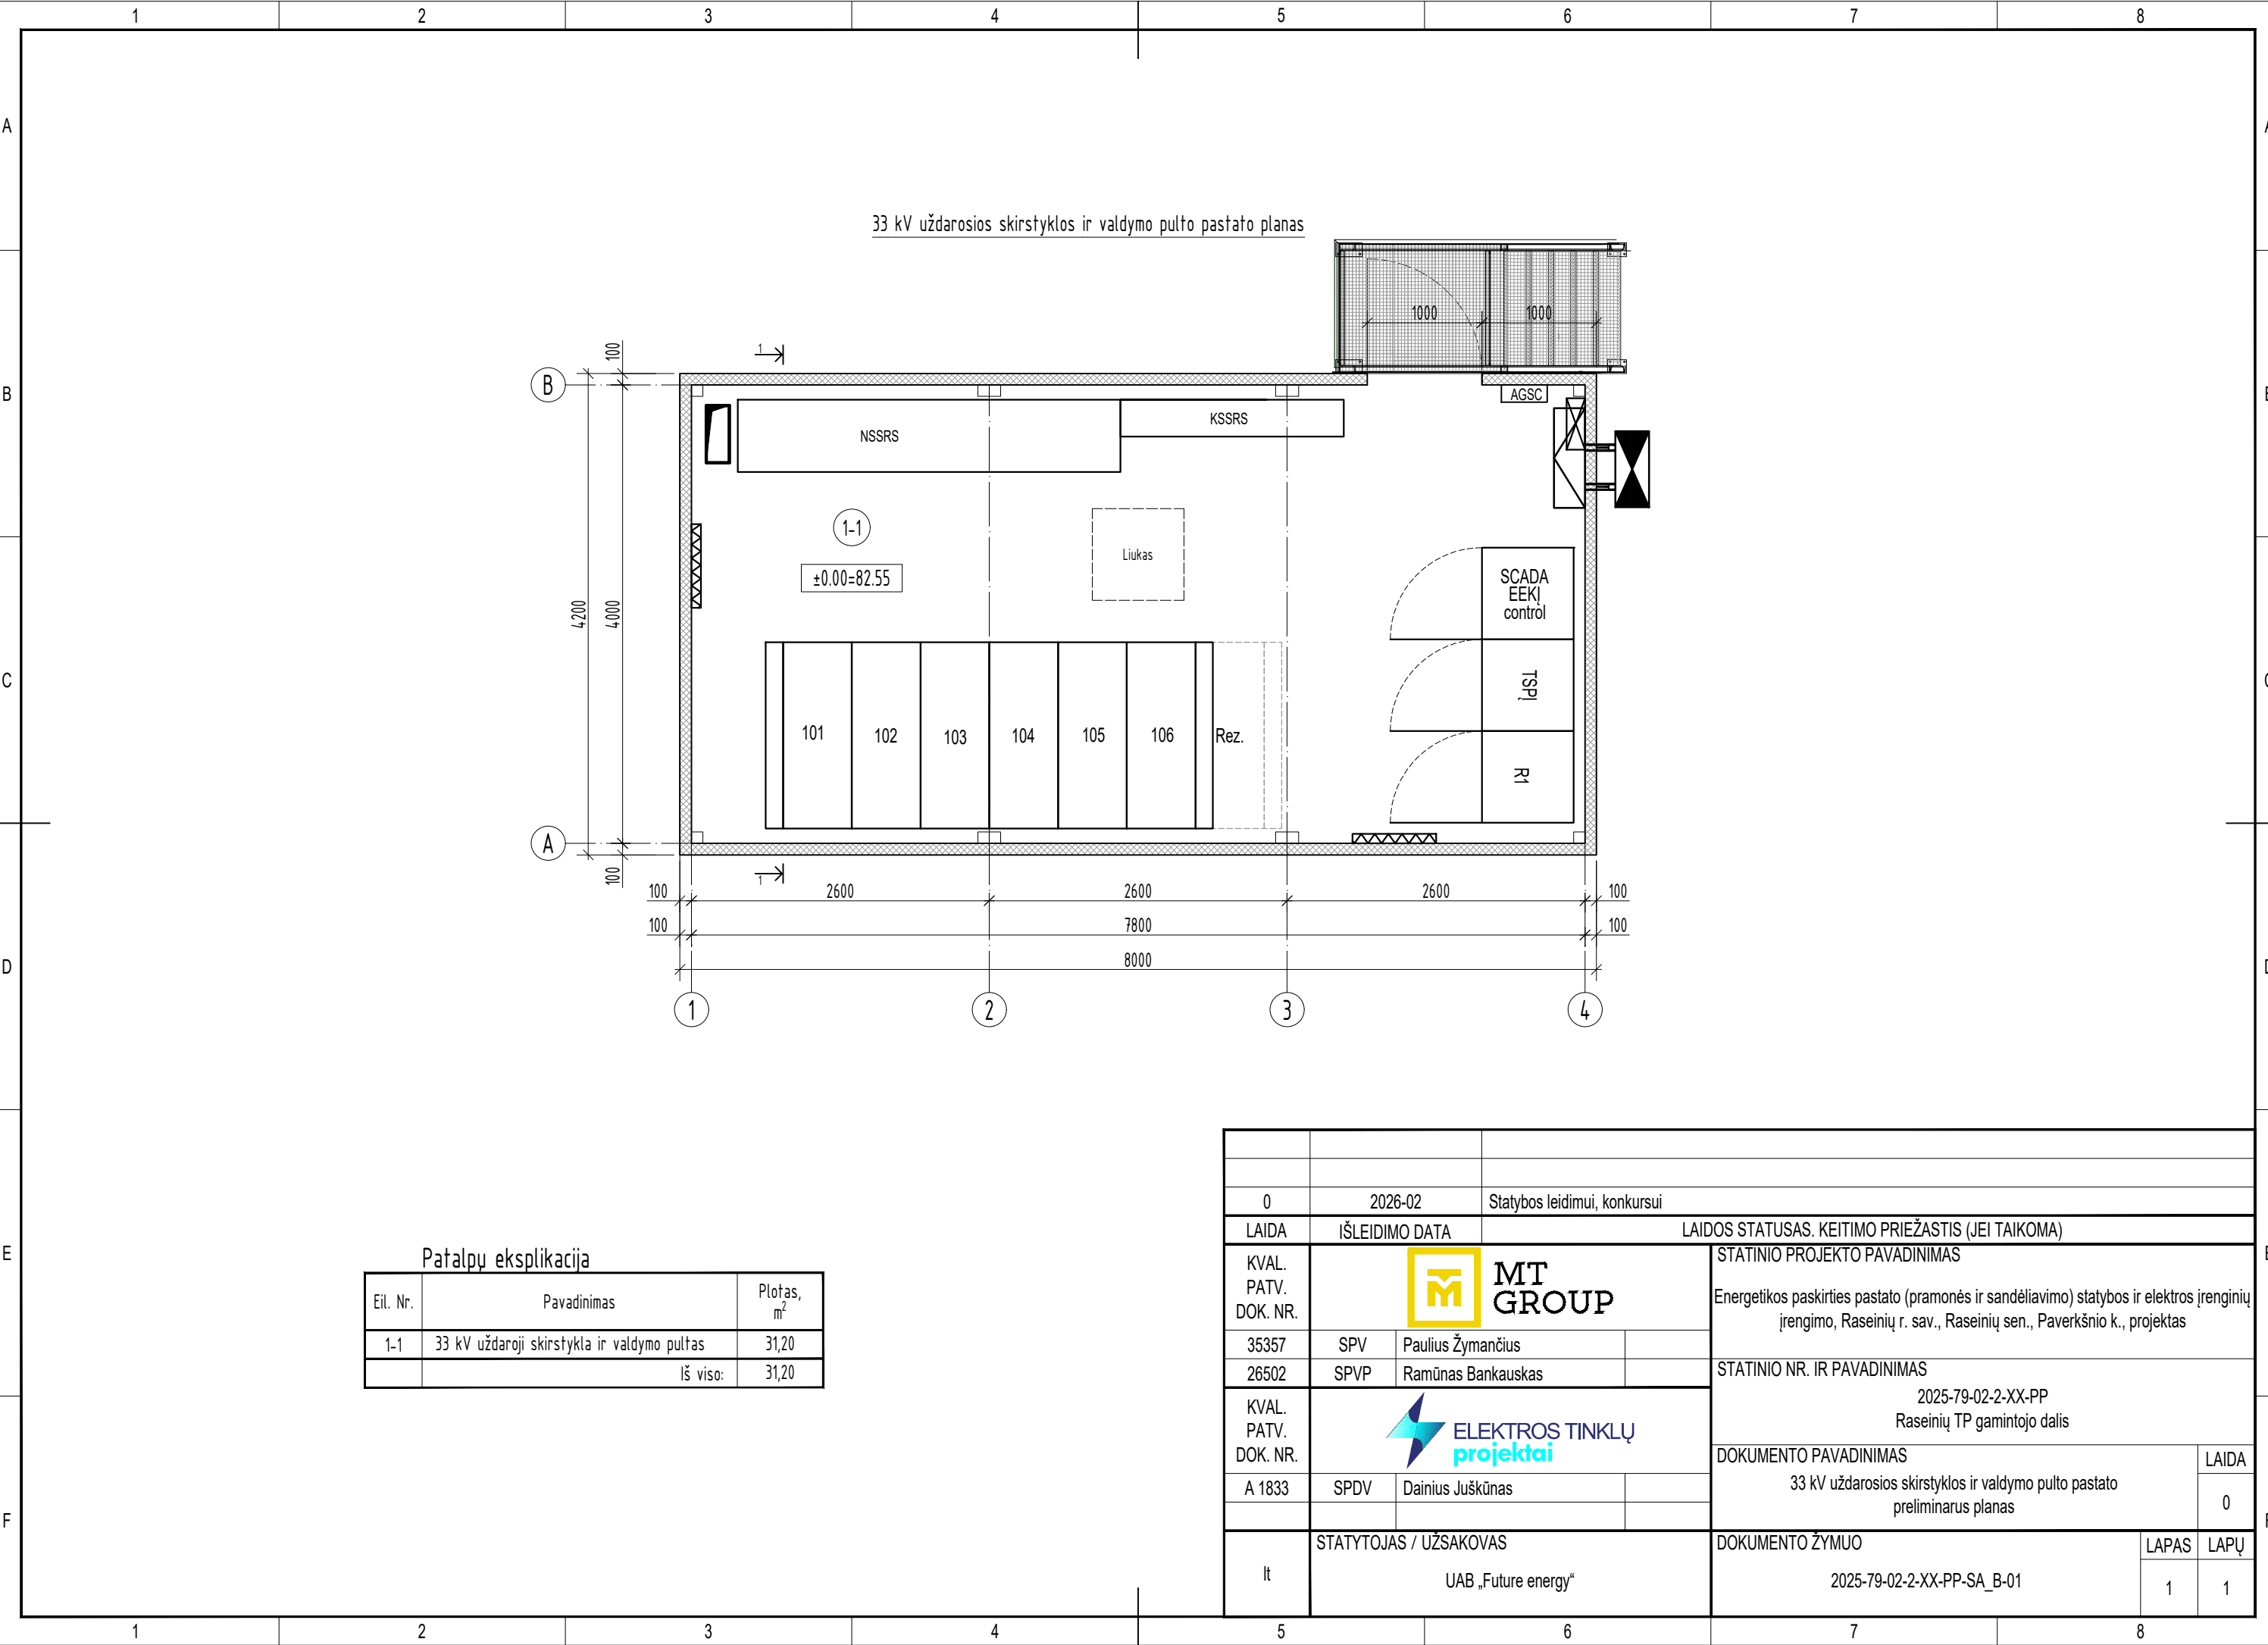 1 2 3 4 5 6 7 8
A
B
C
D
E
F
33 kV uždarosios skirstyklos ir valdymo pulto pastato planas
1000 1000
1
100
B
AGSC
KSSRS
NSSRS
1-1
Liukas
±0.00=82.55
SCADA
EEKĮ
control
4200 4000
TSPĮ
101 102 103 104 105 106 Rez.
R1
A
100
1
100 2600 2600 2600 100
100 7800 100
8000
1 2 3 4
Patalpų eksplikacija
Eil. Nr. Pavadinimas Plotas, m2
1-1 33 kV uždaroji skirstykla ir valdymo pultas 31,20
Iš viso: 31,20
0 2026-02 Statybos leidimui, konkursui
LAIDA IŠLEIDIMO DATA LAIDOS STATUSAS. KEITIMO PRIEŽASTIS (JEI TAIKOMA)
KVAL.
PATV.
DOK. NR.
MT
GROUP
STATINIO PROJEKTO PAVADINIMAS
Energetikos paskirties pastato (pramonės ir sandėliavimo) statybos ir elektros įrenginių
įrengimo, Raseinių r. sav., Raseinių sen., Paverkšnio k., projektas
35357 SPV Paulius Žymančius
26502 SPVP Ramūnas Bankauskas
STATINIO NR. IR PAVADINIMAS
2025-79-02-2-XX-PP
Raseinių TP gamintojo dalis
KVAL.
PATV.
DOK. NR.
ELEKTROS TINKLŲ
projektai
DOKUMENTO PAVADINIMAS LAIDA
33 kV uždarosios skirstyklos ir valdymo pulto pastato
preliminarus planas
0
A 1833 SPDV Dainius Juškūnas
lt
STATYTOJAS / UŽSAKOVAS
UAB „Future energy“
DOKUMENTO ŽYMUO LAPAS LAPŲ
2025-79-02-2-XX-PP-SA_B-01 1 1
1 2 3 4 5 6 7 8